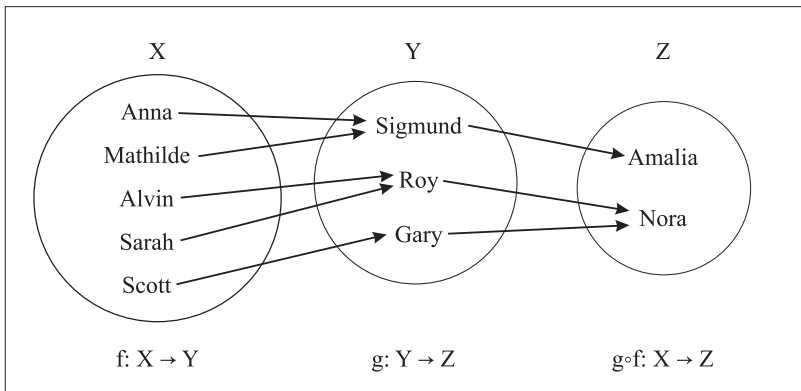 X Y Z
Anna
Mathilde
Alvin
Sarah
Scott
Sigmund
Roy
Gary
Amalia
Nora
f: X → Y
g: Y → Z
g∘f: X → Z